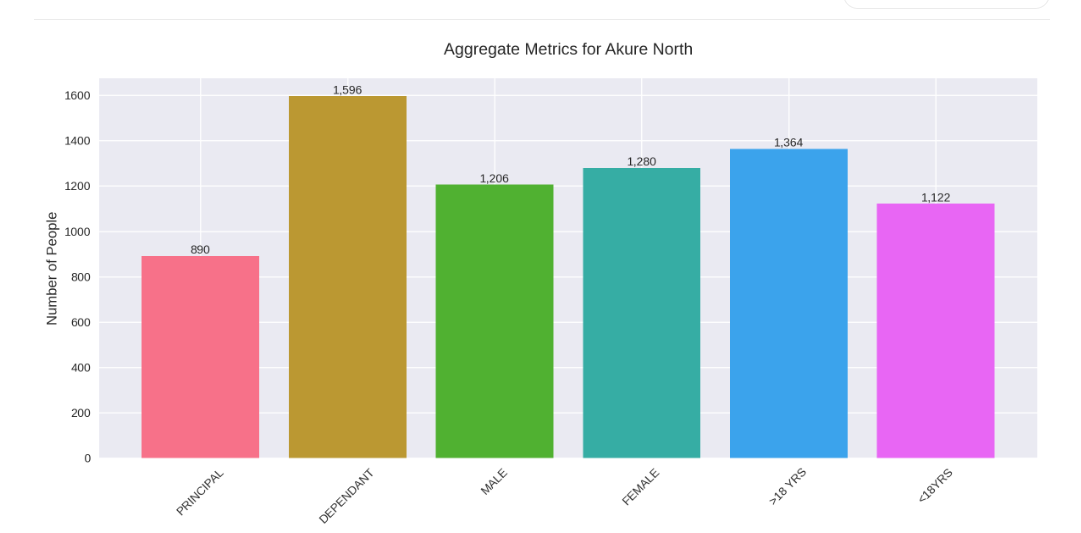 Aggregate Metrics for Akure North
Number of People
1600
1400
1200
1000
800
600
400
200
0
890
1,596
1,206
1,280
1,364
1,122
PRINCIPAL
DEPENDANT
MALE
FEMALE
>18 YRS
<18YRS